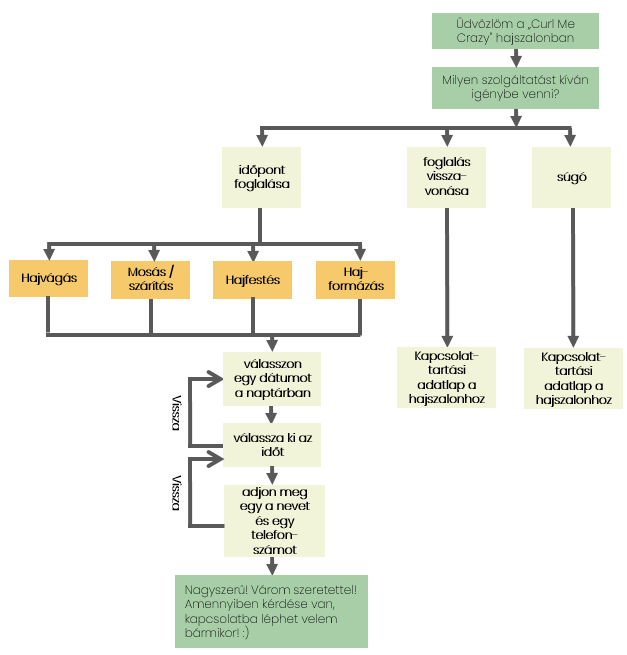 Üdvözlöm a „Curl Me
Crazy" hajszalonban
Milyen szolgáltatást kíván
igénybe venni?
időpont
foglalása
foglalás
vissza-
vonása
súgó
Hajvágás
Mosás /
szárítás
Hajfestés
Haj-
formázás
Kapcsolat-
tartási
adatlap a
hajszalonhoz
Kapcsolat-
tartási
adatlap a
hajszalonhoz
válasszon
egy dátumot
a naptárban
Vissza
válassza ki az
időt
Vissza
adjon meg
egy a nevet
és egy
telefon-
számot
Nagyszerű! Várom szeretettel!
Amennyiben kérdése van,
kapcsolatba léphet velem
bármikor! :)